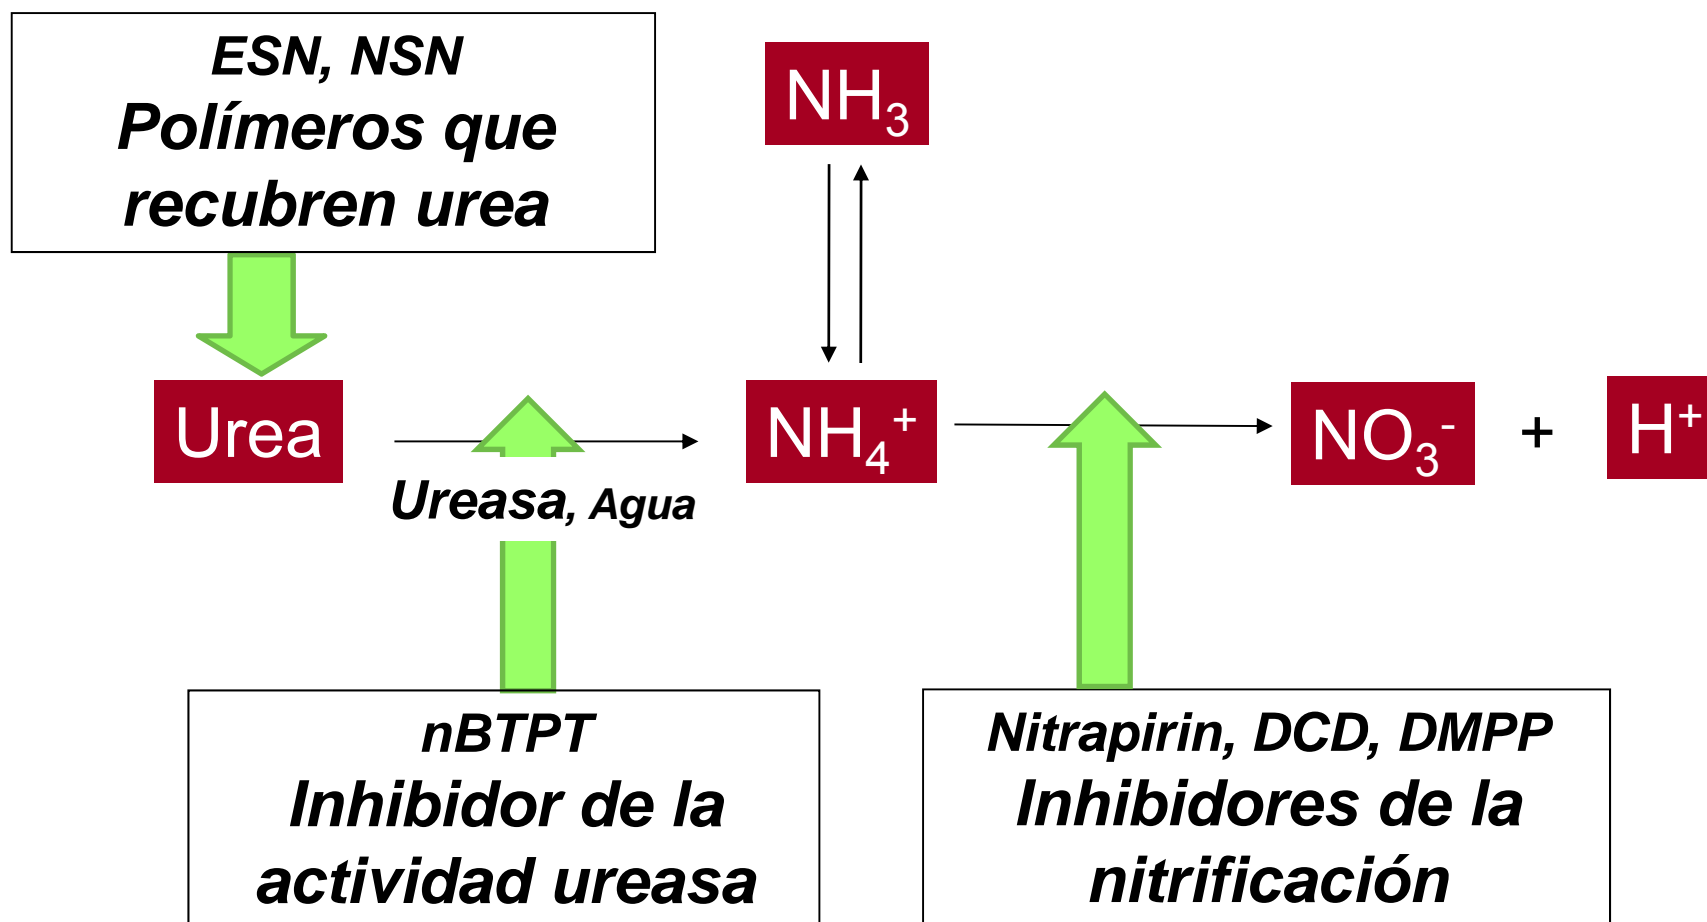 ESN, NSN
Polímeros que
recubren urea
NH₃
Urea
NH₄⁺
NO₃⁻ + H⁺
Ureasa, Agua
nBTPT
Inhibidor de la
actividad ureasa
Nitrapirin, DCD, DMPP
Inhibidores de la
nitrificación